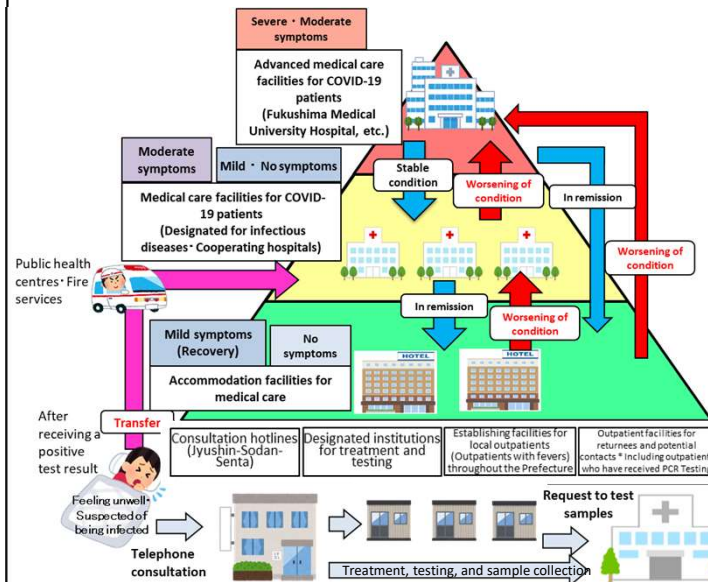 Severe・Moderate
symptoms
Advanced medical care
facilities for COVID-19
patients
(Fukushima Medical
University Hospital, etc.)
Moderate
symptoms
Mild・No symptoms
Stable
condition
Worsening of
condition
In remission
Medical care facilities for COVID-
19 patients
(Designated for infectious
diseases・Cooperating hospitals)
Worsening of
condition
Public health
centres・Fire
services
In remission
Worsening of
condition
Mild symptoms
(Recovery)
No
symptoms
HOTEL
HOTEL
Accommodation facilities for
medical care
After
receiving a
positive
test result
Transfer
Consultation hotlines
(Jyushin-Sodan-
Senta)
Designated institutions
for treatment and
testing
Establishing facilities for
local outpatients
(Outpatients with fevers)
throughout the Prefecture
Outpatient facilities for
returnees and potential
contacts * Including outpatients
who have received PCR Testing
Feeling unwell・
Suspected of
being infected
Telephone
consultation
Request to test
samples
Treatment, testing, and sample collection